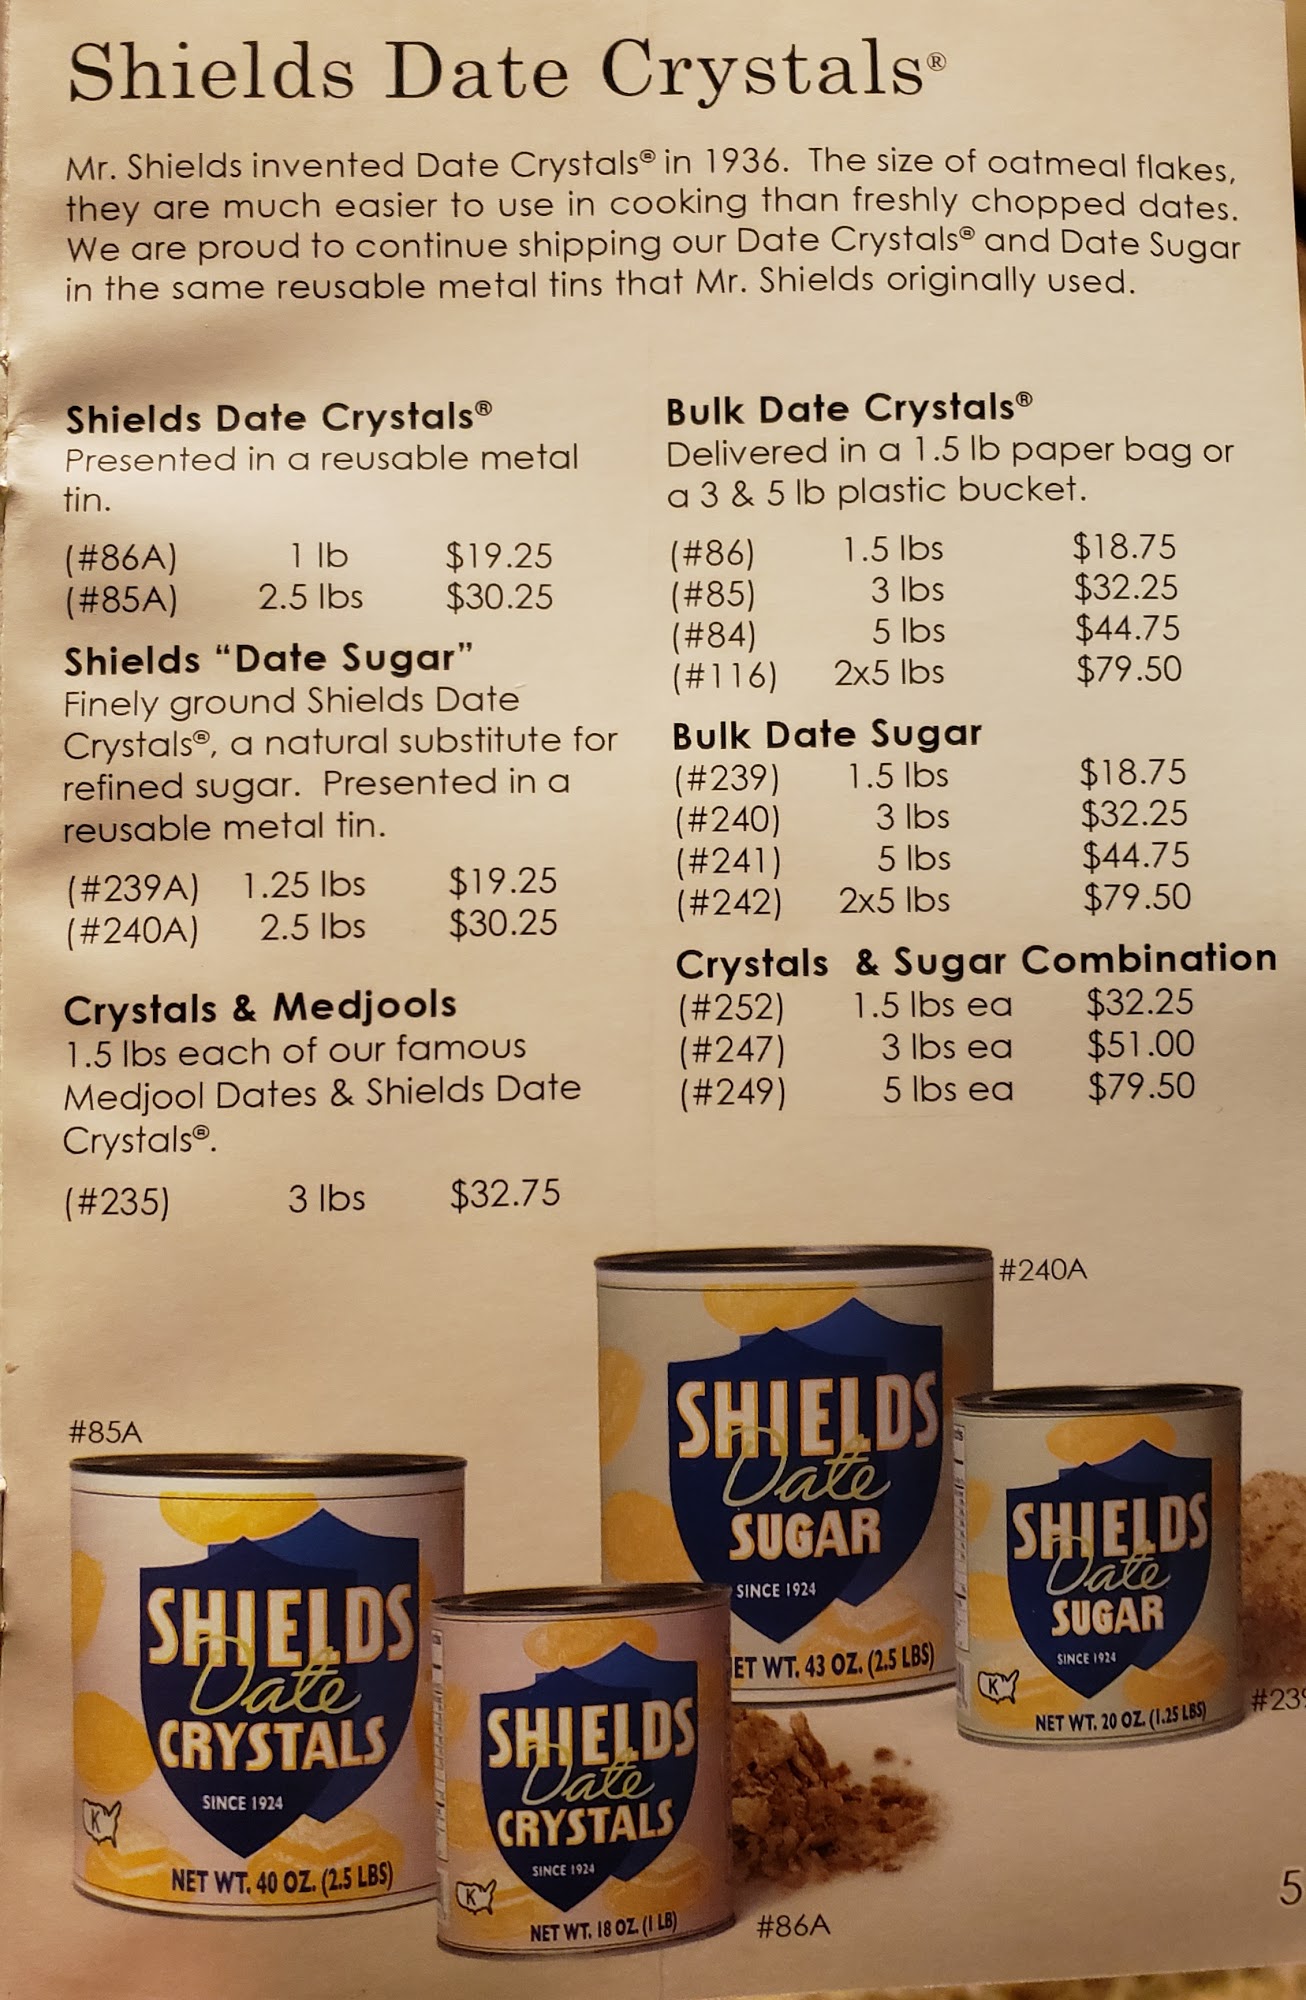 Shields Date Crystals®
Mr. Shields invented Date Crystals® in 1936. The size of oatmeal flakes,
they are much easier to use in cooking than freshly chopped dates.
We are proud to continue shipping our Date Crystals® and Date Sugar
in the same reusable metal tins that Mr. Shields originally used.
Shields Date Crystals®
Presented in a reusable metal
tin.
(#86A) 1 lb $19.25
(#85A) 2.5 lbs $30.25
Shields “Date Sugar”
Finely ground Shields Date
Crystals®, a natural substitute for
refined sugar. Presented in a
reusable metal tin.
(#239A) 1.25 lbs $19.25
(#240A) 2.5 lbs $30.25
Crystals & Medjools
1.5 lbs each of our famous
Medjool Dates & Shields Date
Crystals®.
(#235) 3 lbs $32.75
Bulk Date Crystals®
Delivered in a 1.5 lb paper bag or
a 3 & 5 lb plastic bucket.
(#86) 1.5 lbs $18.75
(#85) 3 lbs $32.25
(#84) 5 lbs $44.75
(#116) 2x5 lbs $79.50
Bulk Date Sugar
(#239) 1.5 lbs $18.75
(#240) 3 lbs $32.25
(#241) 5 lbs $44.75
(#242) 2x5 lbs $79.50
Crystals & Sugar Combination
(#252) 1.5 lbs ea $32.25
(#247) 3 lbs ea $51.00
(#249) 5 lbs ea $79.50
#85A
SHIELDS
Date
CRYSTALS
SINCE 1924
K
NET WT. 40 OZ. (2.5 LBS)
SHIELDS
Date
CRYSTALS
SINCE 1924
K
NET WT. 18 OZ. (1 LB)
#86A
#240A
SHIELDS
Date
SUGAR
SINCE 1924
ET WT. 43 OZ. (2.5 LBS)
SHIELDS
Date
SUGAR
SINCE 1924
K
NET WT. 20 OZ. (1.25 LBS)
#239
5